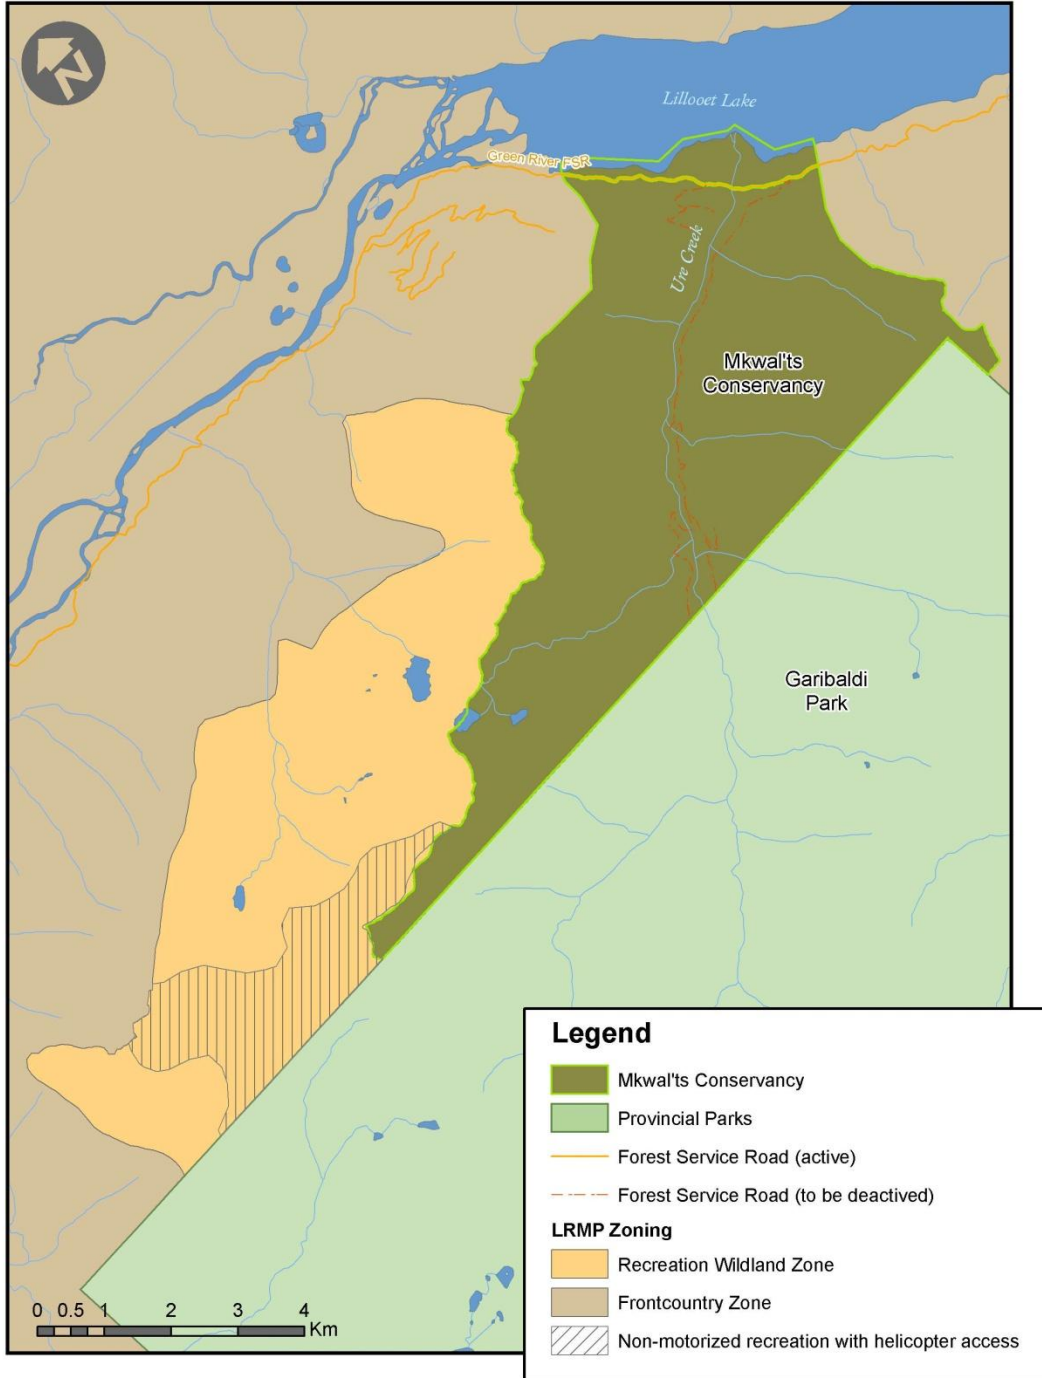 N
Lillooet Lake
Green River FSR
Ure Creek
Mkwal'ts
Conservancy
Garibaldi
Park
Legend
Mkwal'ts Conservancy
Provincial Parks
Forest Service Road (active)
Forest Service Road (to be deactived)
LRMP Zoning
Recreation Wildland Zone
Frontcountry Zone
Non-motorized recreation with helicopter access
0 0.5 1 2 3 4
Km